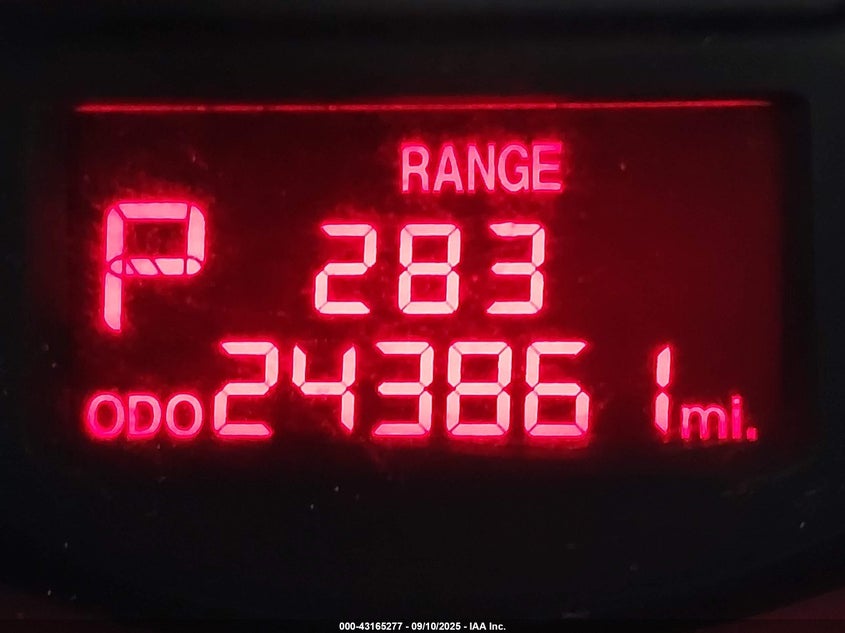 RANGE
P 283
ODO 243861 mi.
000-43165277 - 09/10/2025 - IAA Inc.